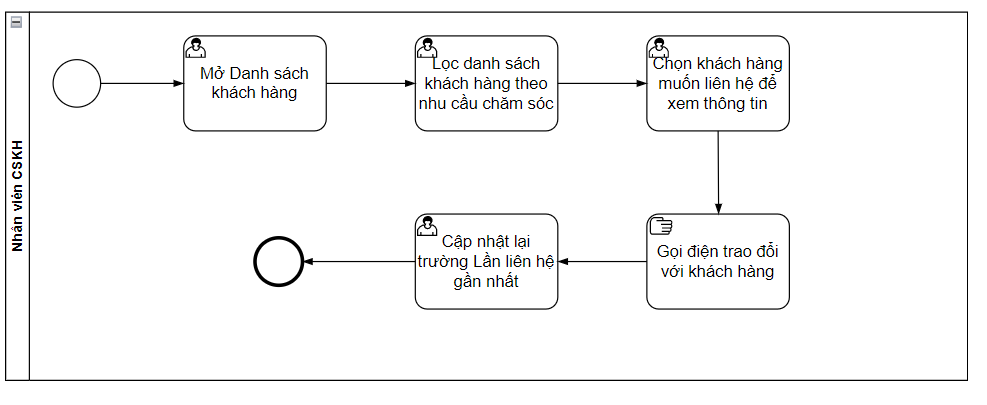 Nhân viên CSKH
Mở Danh sách
khách hàng
Lọc danh sách
khách hàng theo
nhu cầu chăm sóc
Chọn khách hàng
muốn liên hệ để
xem thông tin
Gọi điện trao đổi
với khách hàng
Cập nhật lại
trường Lần liên hệ
gần nhất